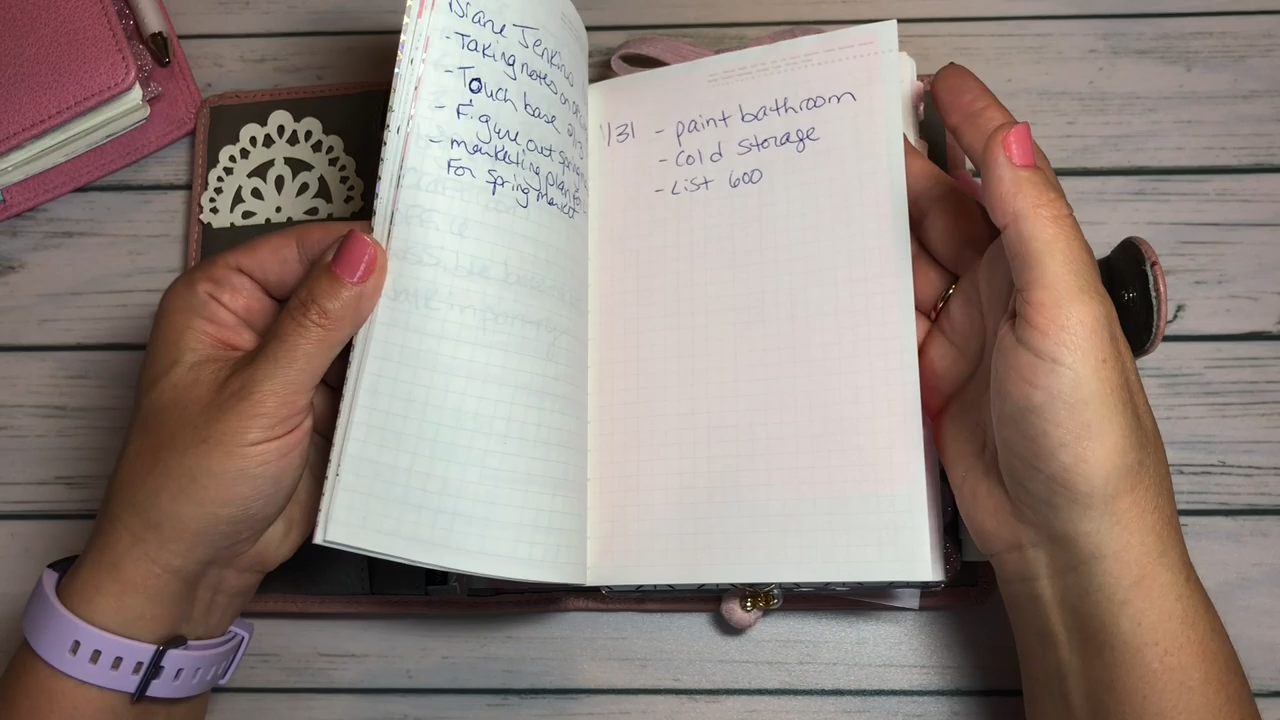 Diane Jenkins
- Taking notes on
- Touch base
- Figure out spring
- marketing plan for
For spring market
1/31 - paint bathroom
- Cold storage
- List 600